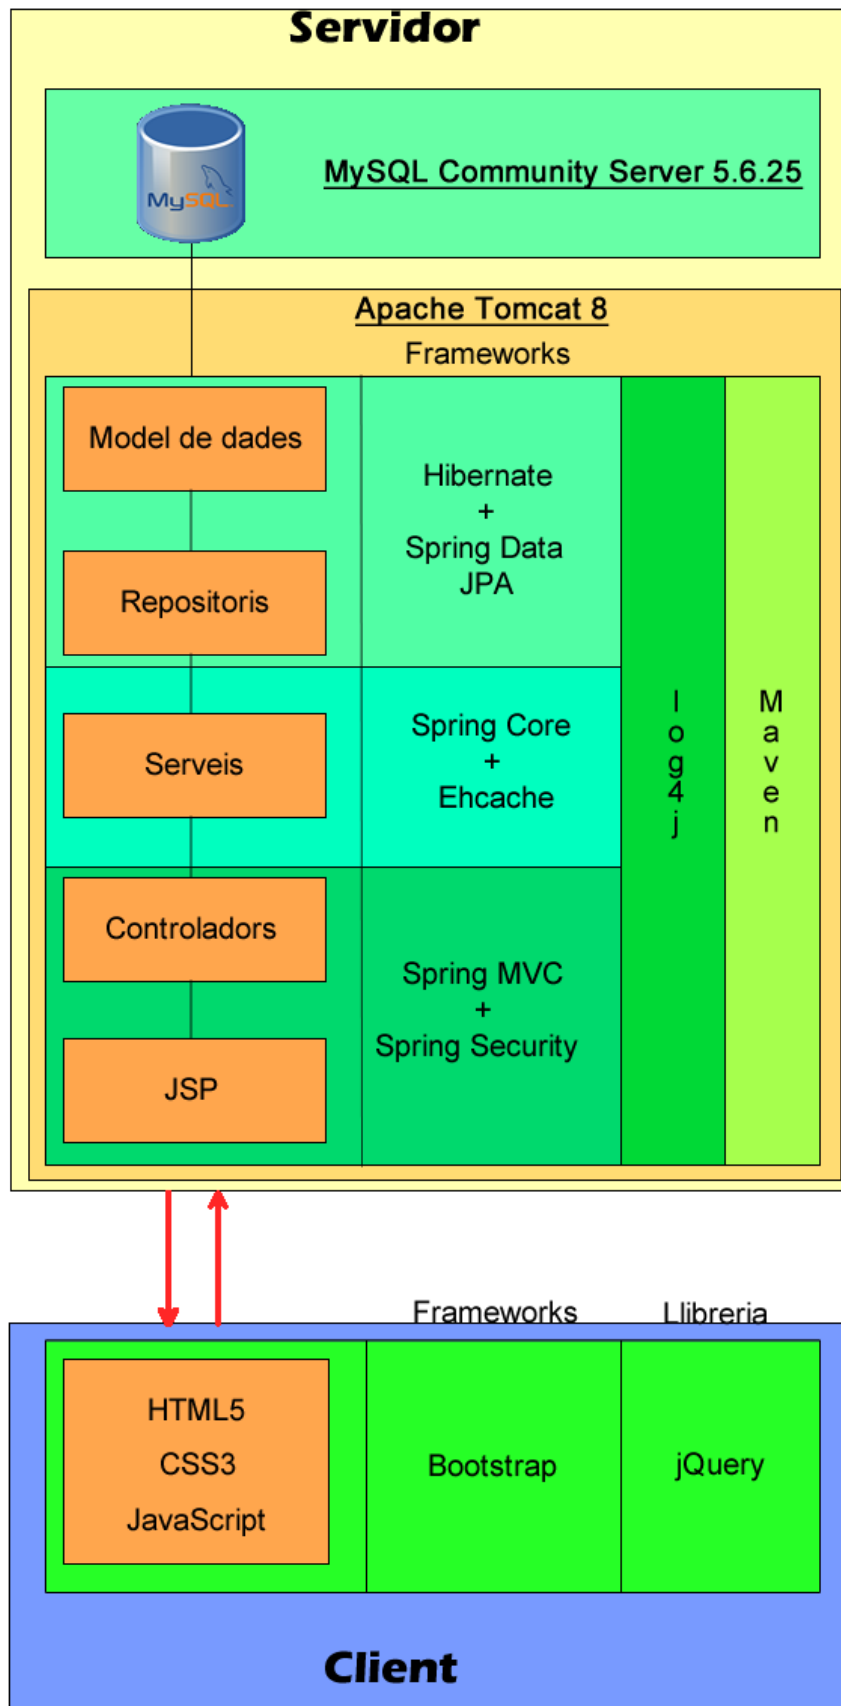 Servidor
MySQL
MySQL Community Server 5.6.25
Apache Tomcat 8
Frameworks
Model de dades
Repositoris
Hibernate
+
Spring Data
JPA
Serveis
Spring Core
+
Ehcache
Controladors
JSP
Spring MVC
+
Spring Security
log4j
Maven
Frameworks
Llibreria
HTML5
CSS3
JavaScript
Bootstrap
jQuery
Client